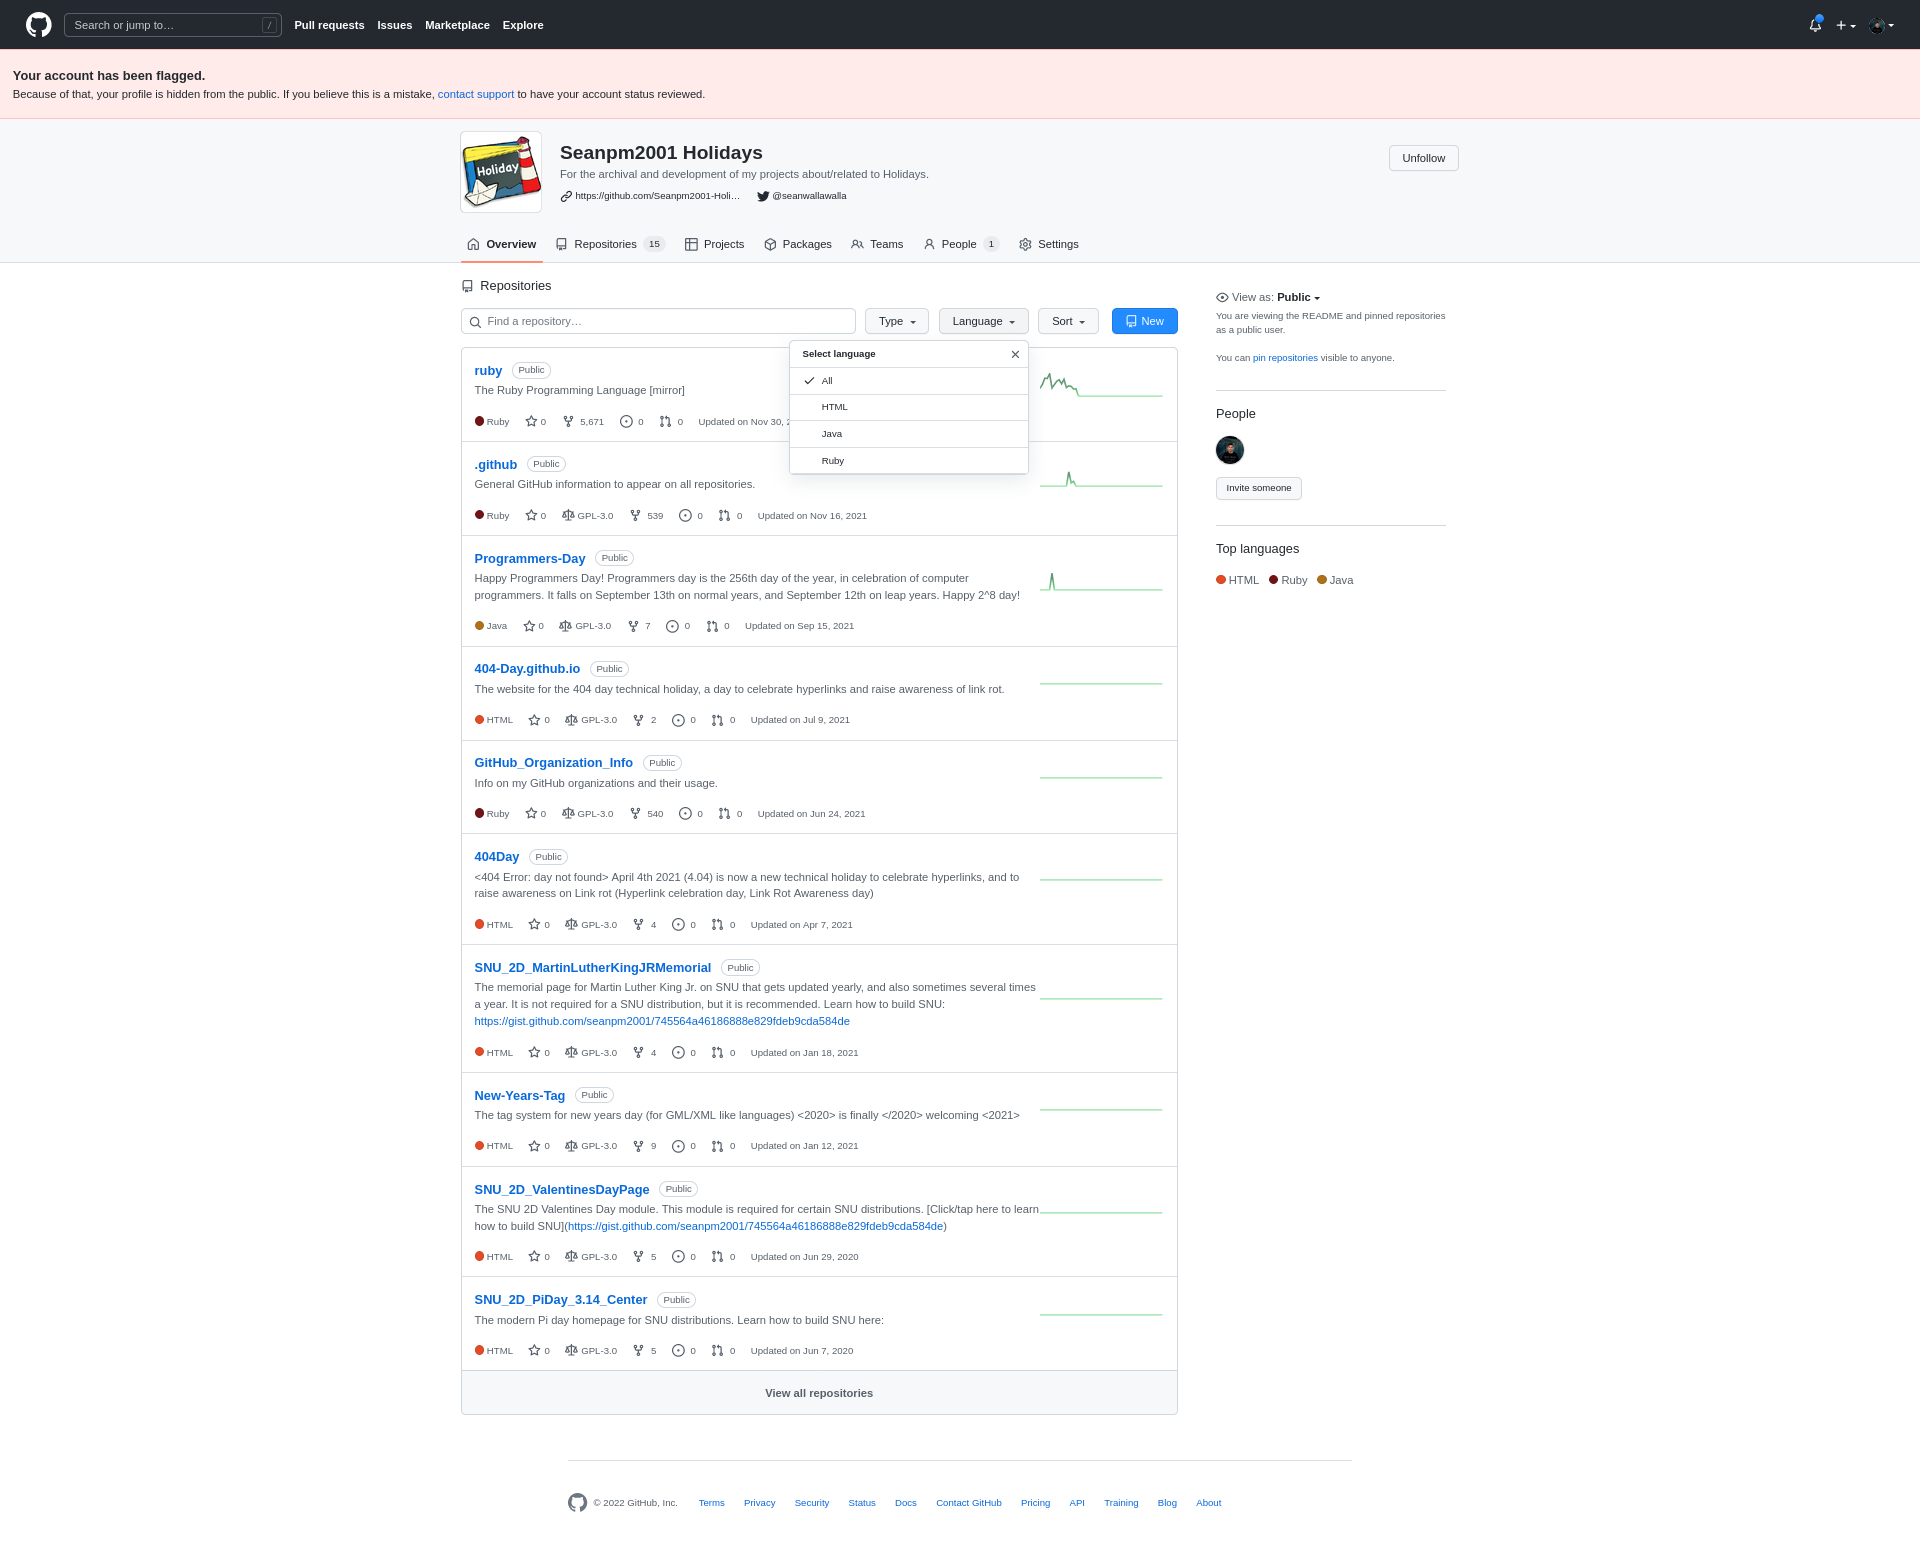 Search or jump to… /
Pull requests Issues Marketplace Explore
Your account has been flagged.
Because of that, your profile is hidden from the public. If you believe this is a mistake, contact support to have your account status reviewed.
Holiday
Seanpm2001 Holidays
For the archival and development of my projects about/related to Holidays.
https://github.com/Seanpm2001-Holi… @seanwallawalla
Unfollow
Overview Repositories 15 Projects Packages Teams People 1 Settings
Repositories
Find a repository… Type Language Sort New
Select language
All
HTML
Java
Ruby
ruby Public
The Ruby Programming Language [mirror]
Ruby 0 5,671 0 0 Updated on Nov 30,
.github Public
General GitHub information to appear on all repositories.
Ruby 0 GPL-3.0 539 0 0 Updated on Nov 16, 2021
Programmers-Day Public
Happy Programmers Day! Programmers day is the 256th day of the year, in celebration of computer
programmers. It falls on September 13th on normal years, and September 12th on leap years. Happy 2^8 day!
Java 0 GPL-3.0 7 0 0 Updated on Sep 15, 2021
404-Day.github.io Public
The website for the 404 day technical holiday, a day to celebrate hyperlinks and raise awareness of link rot.
HTML 0 GPL-3.0 2 0 0 Updated on Jul 9, 2021
GitHub_Organization_Info Public
Info on my GitHub organizations and their usage.
Ruby 0 GPL-3.0 540 0 0 Updated on Jun 24, 2021
404Day Public
<404 Error: day not found> April 4th 2021 (4.04) is now a new technical holiday to celebrate hyperlinks, and to
raise awareness on Link rot (Hyperlink celebration day, Link Rot Awareness day)
HTML 0 GPL-3.0 4 0 0 Updated on Apr 7, 2021
SNU_2D_MartinLutherKingJRMemorial Public
The memorial page for Martin Luther King Jr. on SNU that gets updated yearly, and also sometimes several times
a year. It is not required for a SNU distribution, but it is recommended. Learn how to build SNU:
https://gist.github.com/seanpm2001/745564a46186888e829fdeb9cda584de
HTML 0 GPL-3.0 4 0 0 Updated on Jan 18, 2021
New-Years-Tag Public
The tag system for new years day (for GML/XML like languages) <2020> is finally </2020> welcoming <2021>
HTML 0 GPL-3.0 9 0 0 Updated on Jan 12, 2021
SNU_2D_ValentinesDayPage Public
The SNU 2D Valentines Day module. This module is required for certain SNU distributions. [Click/tap here to learn
how to build SNU](https://gist.github.com/seanpm2001/745564a46186888e829fdeb9cda584de)
HTML 0 GPL-3.0 5 0 0 Updated on Jun 29, 2020
SNU_2D_PiDay_3.14_Center Public
The modern Pi day homepage for SNU distributions. Learn how to build SNU here:
HTML 0 GPL-3.0 5 0 0 Updated on Jun 7, 2020
View all repositories
View as: Public
You are viewing the README and pinned repositories
as a public user.
You can pin repositories visible to anyone.
People
Invite someone
Top languages
HTML Ruby Java
© 2022 GitHub, Inc. Terms Privacy Security Status Docs Contact GitHub Pricing API Training Blog About